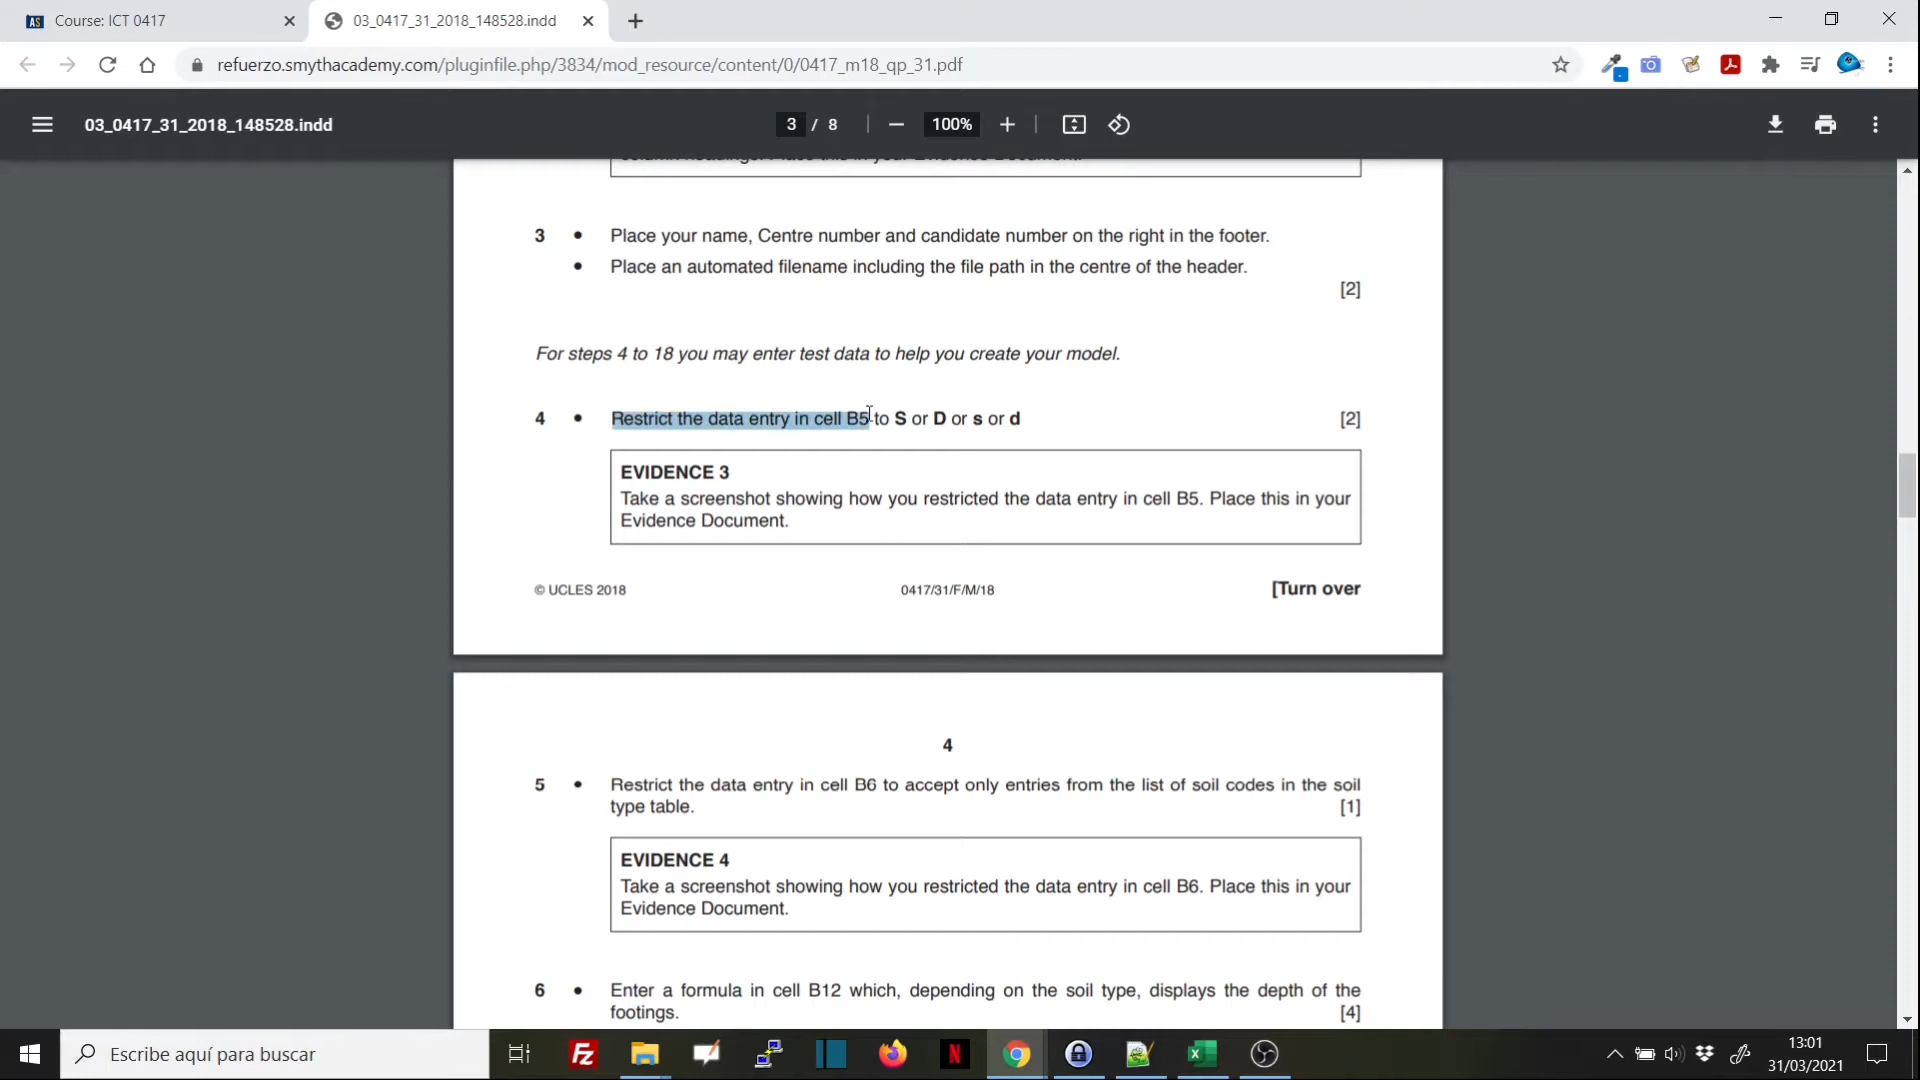 Course: ICT 0417
03_0417_31_2018_148528.indd
refuerzo.smythacademy.com/pluginfile.php/3834/mod_resource/content/0/0417_m18_qp_31.pdf
03_0417_31_2018_148528.indd
3 / 8
100%
column headings. Place this in your Evidence Document.
3 • Place your name, Centre number and candidate number on the right in the footer.
• Place an automated filename including the file path in the centre of the header.
[2]
For steps 4 to 18 you may enter test data to help you create your model.
4 • Restrict the data entry in cell B5 to S or D or s or d [2]
EVIDENCE 3
Take a screenshot showing how you restricted the data entry in cell B5. Place this in your
Evidence Document.
© UCLES 2018 0417/31/F/M/18 [Turn over
4
5 • Restrict the data entry in cell B6 to accept only entries from the list of soil codes in the soil
type table. [1]
EVIDENCE 4
Take a screenshot showing how you restricted the data entry in cell B6. Place this in your
Evidence Document.
6 • Enter a formula in cell B12 which, depending on the soil type, displays the depth of the
footings. [4]
Escribe aquí para buscar
13:01
31/03/2021